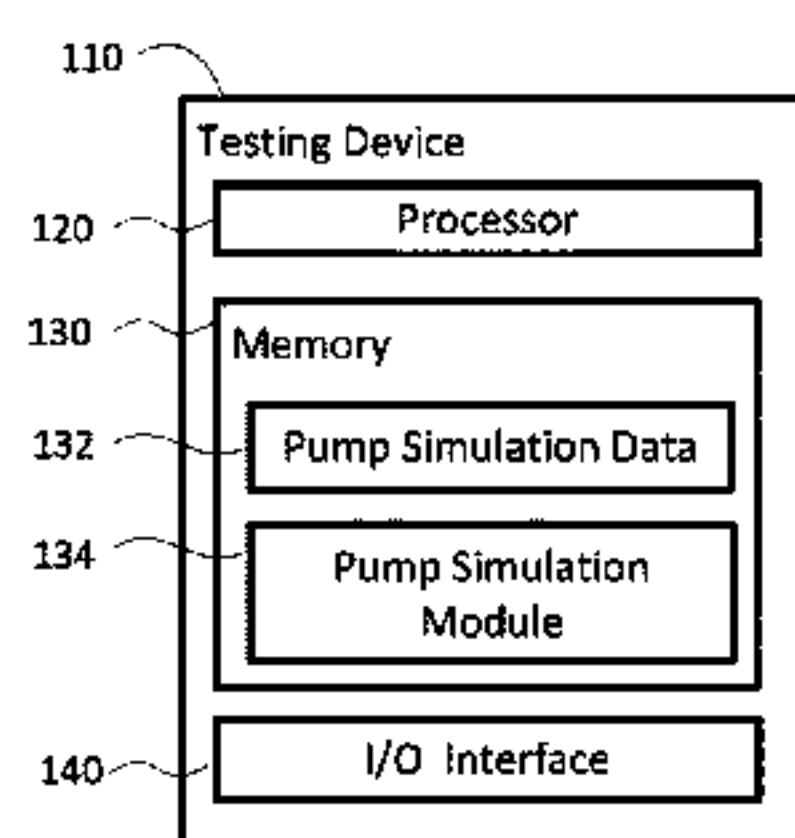 110
Testing Device
120
Processor
130
Memory
132
Pump Simulation Data
134
Pump Simulation
Module
140
I/O Interface